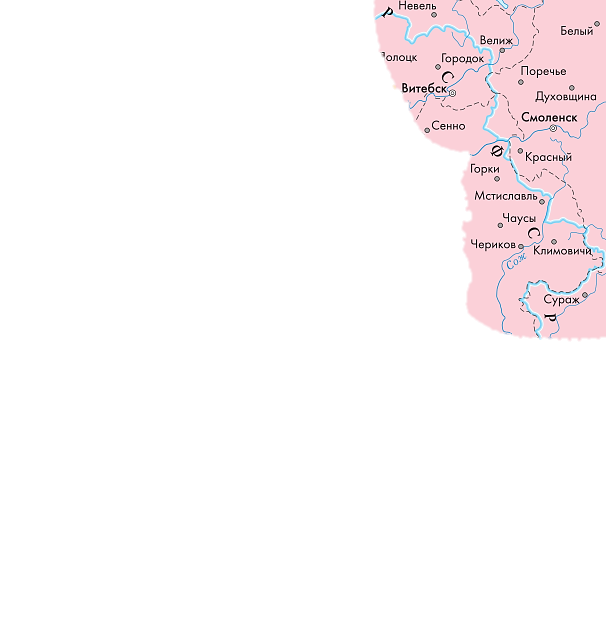 Невель
Р
Белый
Велиж
Полоцк
Городок
Поречье
С
Витебск
Духовщина
Смоленск
Сенно
Ф
Красный
Горки
Мстиславль
Чаусы
С
Чериков
Климовичи
Сож
Сураж
Р